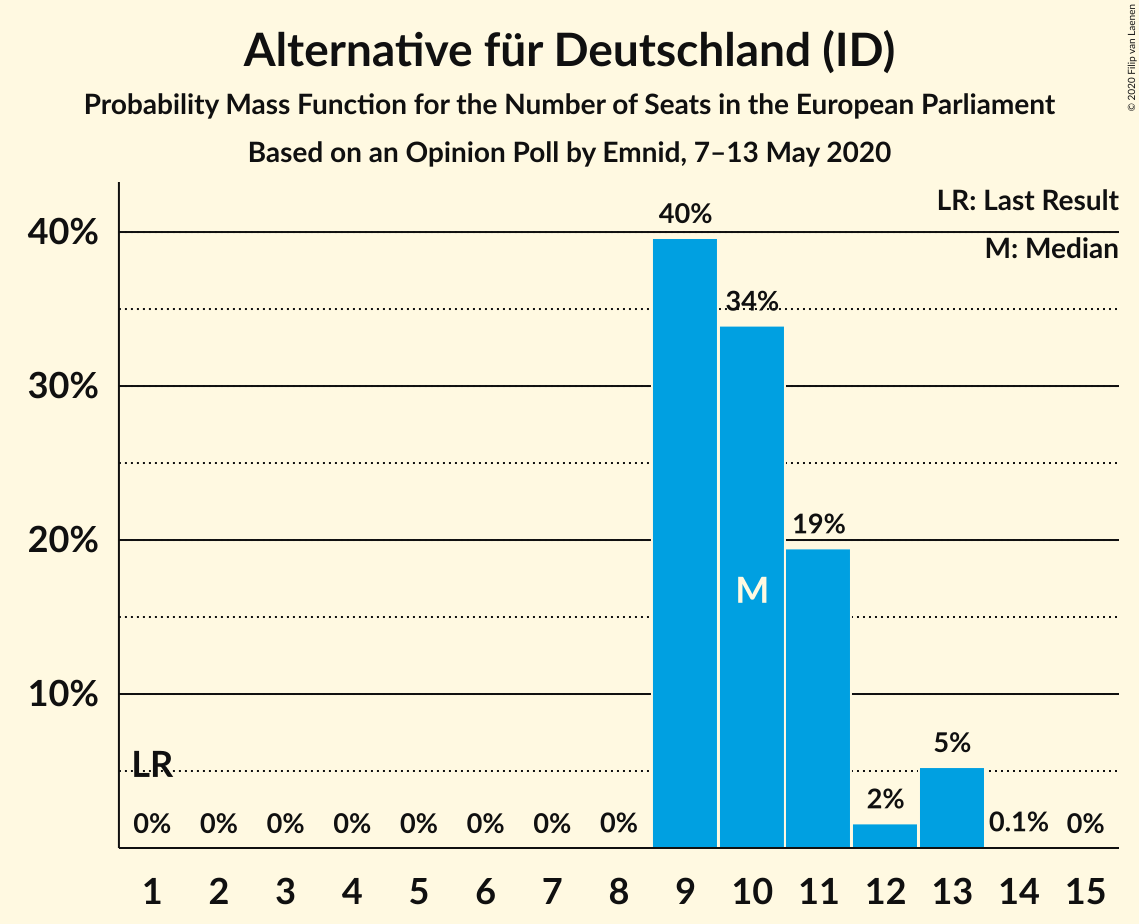 Alternative für Deutschland (ID)
Probability Mass Function for the Number of Seats in the European Parliament
Based on an Opinion Poll by Emnid, 7–13 May 2020
© 2020 Filip van Laenen
LR: Last Result
M: Median
40%
30%
20%
10%
40%
34%
19%
M
LR
5%
2%
0% 0% 0% 0% 0% 0% 0% 0% 0.1% 0%
1 2 3 4 5 6 7 8 9 10 11 12 13 14 15